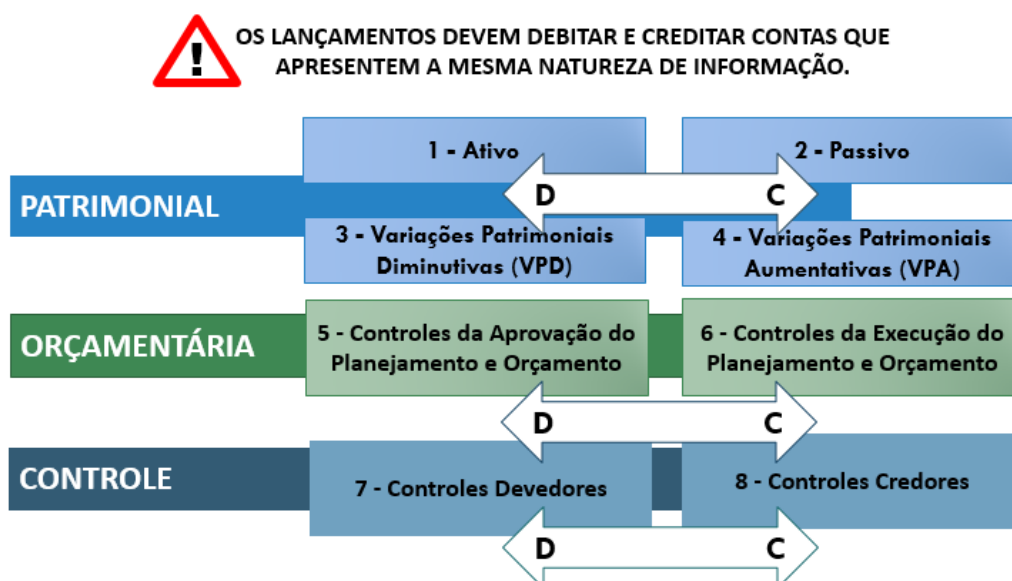 !
OS LANÇAMENTOS DEVEM DEBITAR E CREDITAR CONTAS QUE
APRESENTEM A MESMA NATUREZA DE INFORMAÇÃO.
1 - Ativo
2 - Passivo
D
C
PATRIMONIAL
3 - Variações Patrimoniais
Diminutivas (VPD)
4 - Variações Patrimoniais
Aumentativas (VPA)
ORÇAMENTÁRIA
5 - Controles da Aprovação do
Planejamento e Orçamento
6 - Controles da Execução do
Planejamento e Orçamento
D
C
CONTROLE
7 - Controles Devedores
8 - Controles Credores
D
C